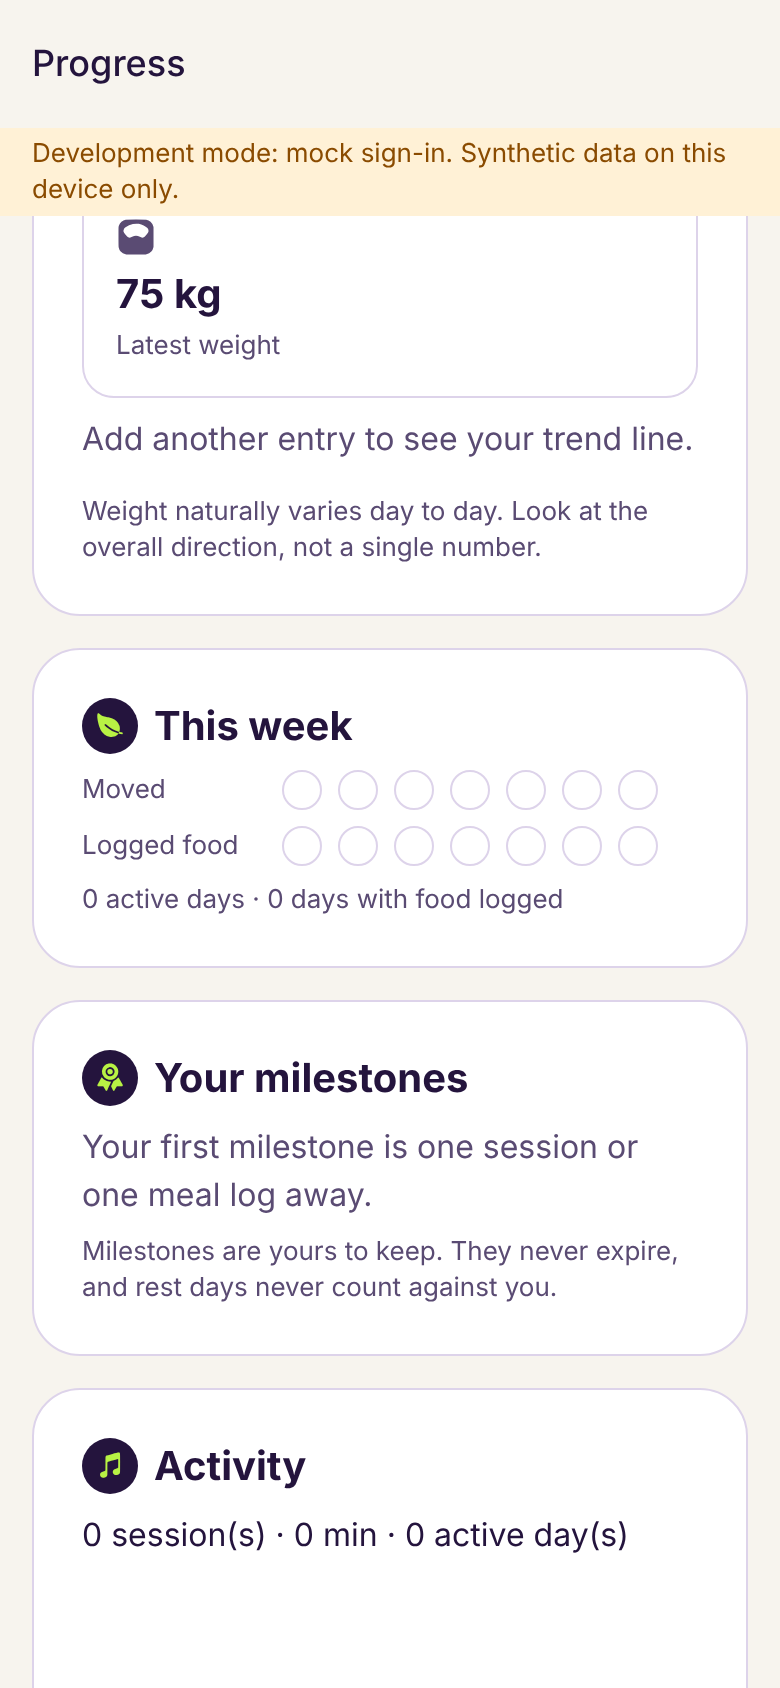 Progress
Development mode: mock sign-in. Synthetic data on this
device only.
75 kg
Latest weight
Add another entry to see your trend line.
Weight naturally varies day to day. Look at the
overall direction, not a single number.
This week
Moved
Logged food
0 active days · 0 days with food logged
Your milestones
Your first milestone is one session or
one meal log away.
Milestones are yours to keep. They never expire,
and rest days never count against you.
Activity
0 session(s) · 0 min · 0 active day(s)